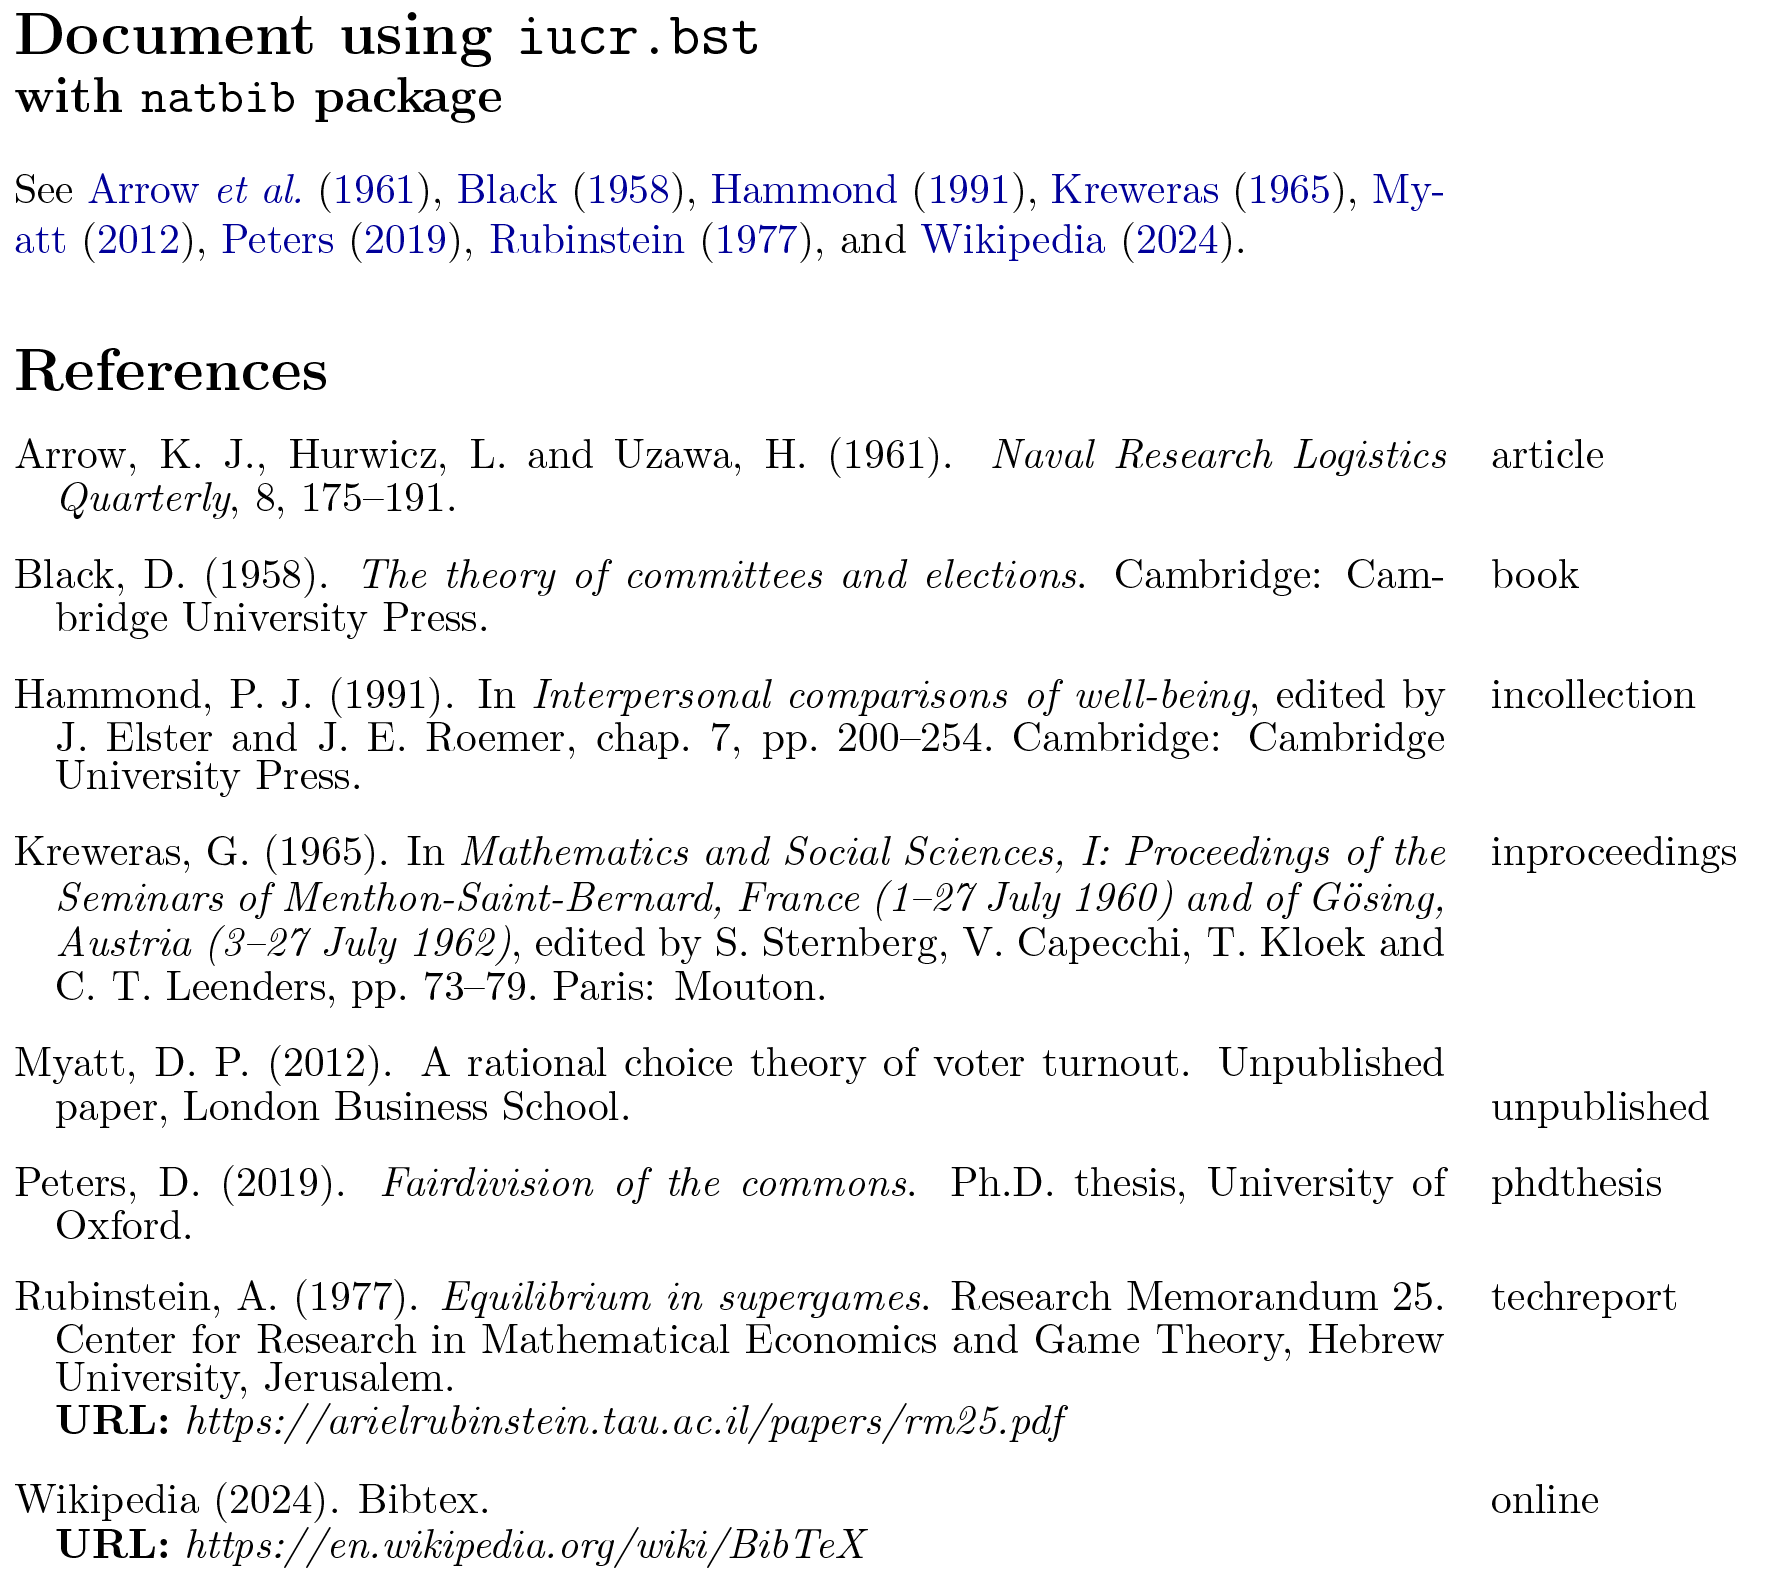 Document using iucr.bst
with natbib package
See Arrow et al. (1961), Black (1958), Hammond (1991), Kreweras (1965), My-
att (2012), Peters (2019), Rubinstein (1977), and Wikipedia (2024).
References
Arrow, K. J., Hurwicz, L. and Uzawa, H. (1961). Naval Research Logistics article
Quarterly, 8, 175–191.
Black, D. (1958). The theory of committees and elections. Cambridge: Cam- book
bridge University Press.
Hammond, P. J. (1991). In Interpersonal comparisons of well-being, edited by incollection
J. Elster and J. E. Roemer, chap. 7, pp. 200–254. Cambridge: Cambridge
University Press.
Kreweras, G. (1965). In Mathematics and Social Sciences, I: Proceedings of the inproceedings
Seminars of Menthon-Saint-Bernard, France (1–27 July 1960) and of Gösing,
Austria (3–27 July 1962), edited by S. Sternberg, V. Capecchi, T. Kloek and
C. T. Leenders, pp. 73–79. Paris: Mouton.
Myatt, D. P. (2012). A rational choice theory of voter turnout. Unpublished
paper, London Business School. unpublished
Peters, D. (2019). Fairdivision of the commons. Ph.D. thesis, University of phdthesis
Oxford.
Rubinstein, A. (1977). Equilibrium in supergames. Research Memorandum 25. techreport
Center for Research in Mathematical Economics and Game Theory, Hebrew
University, Jerusalem.
URL: https://arielrubinstein.tau.ac.il/papers/rm25.pdf
Wikipedia (2024). Bibtex. online
URL: https://en.wikipedia.org/wiki/BibTeX